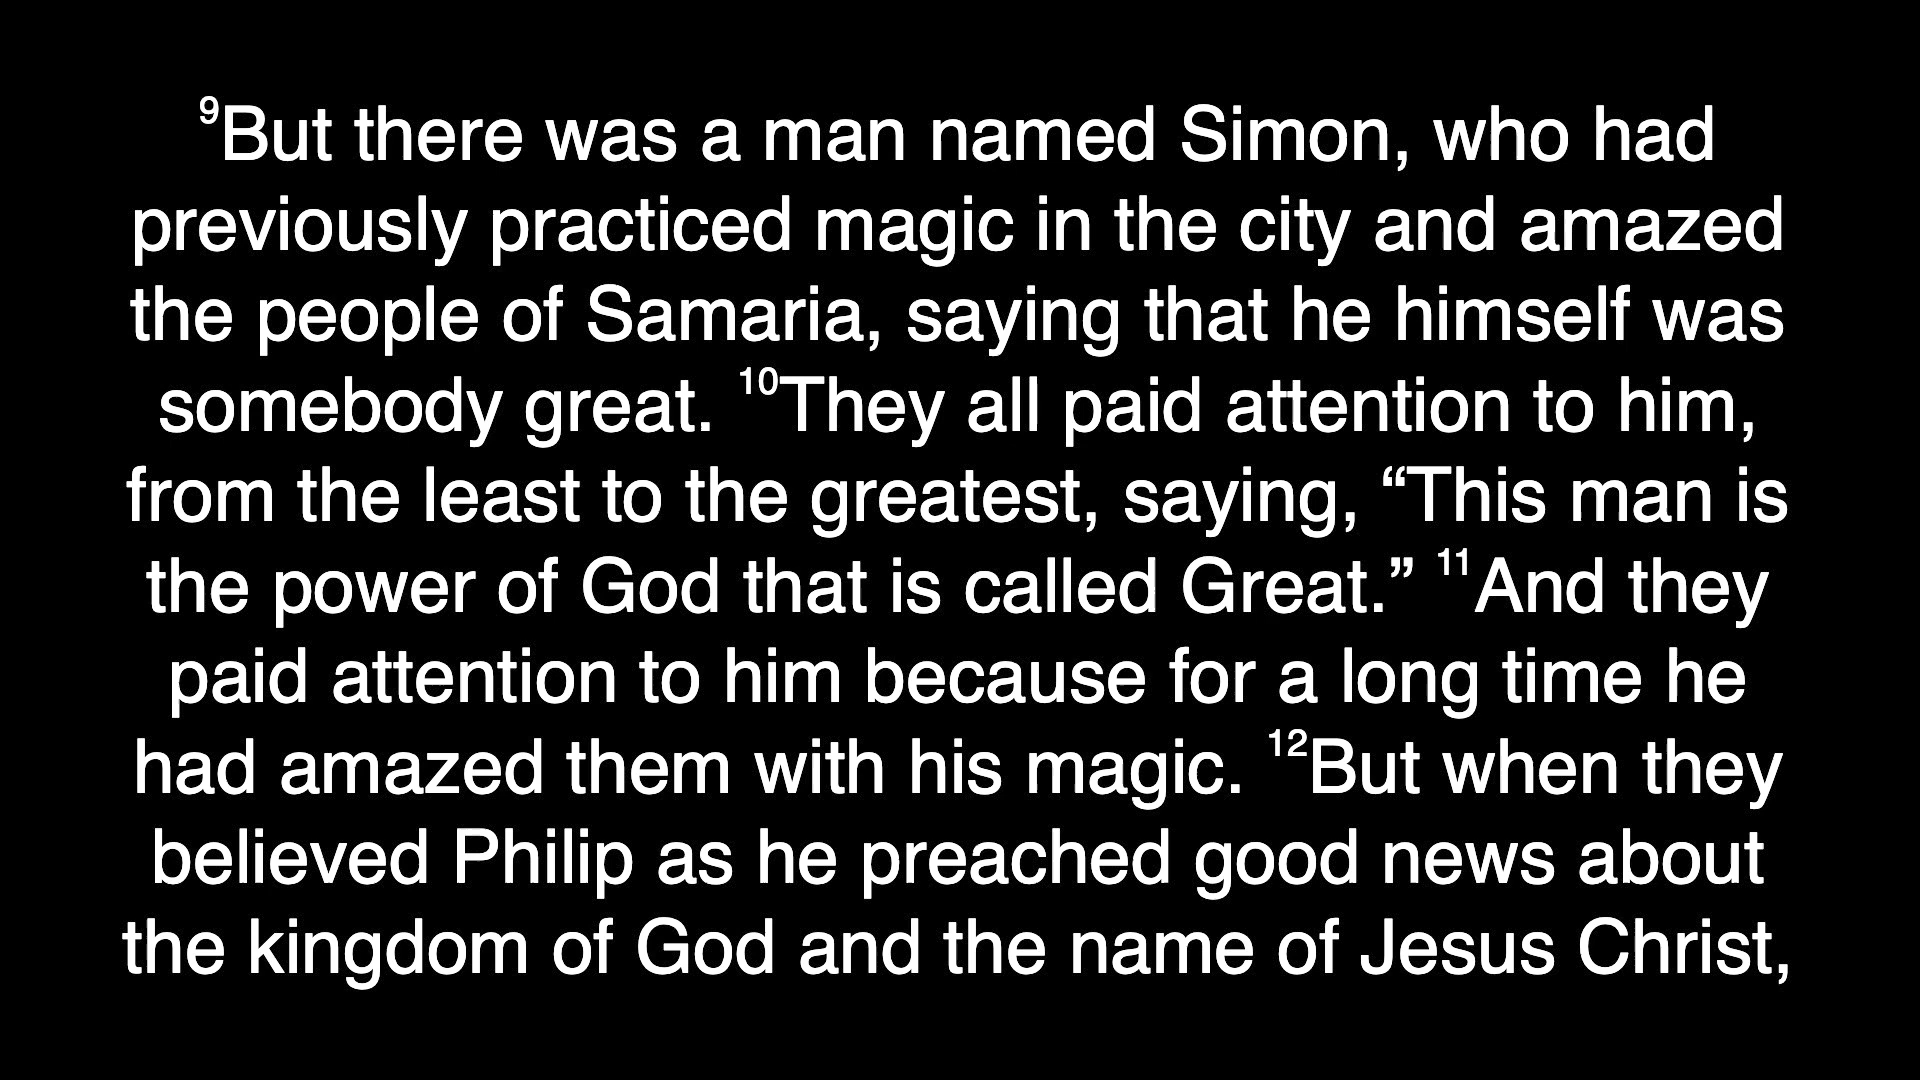 ⁹But there was a man named Simon, who had
previously practiced magic in the city and amazed
the people of Samaria, saying that he himself was
somebody great. ¹⁰They all paid attention to him,
from the least to the greatest, saying, “This man is
the power of God that is called Great.” ¹¹And they
paid attention to him because for a long time he
had amazed them with his magic. ¹²But when they
believed Philip as he preached good news about
the kingdom of God and the name of Jesus Christ,